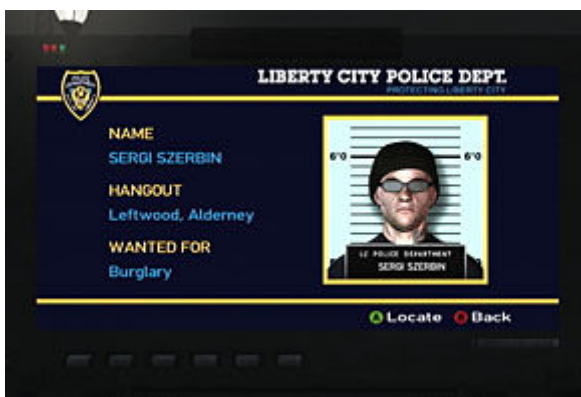 LIBERTY CITY POLICE DEPT.
PROTECTING LIBERTY CITY
NAME
SERGI SZERBIN
HANGOUT
Leftwood, Alderney
WANTED FOR
Burglary
6'0
6'0
LC POLICE DEPARTMENT
SERGI SZERBIN
A Locate B Back